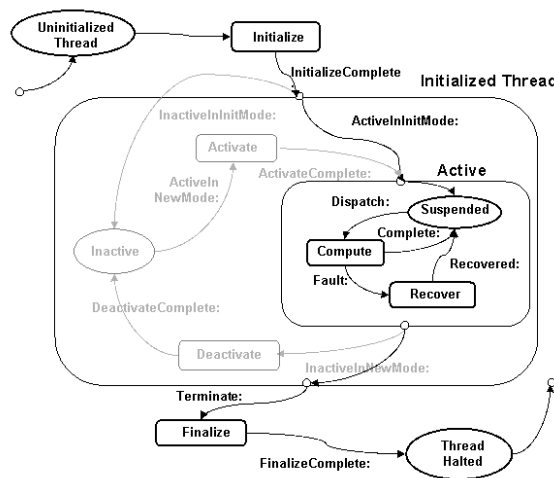 Uninitialized
Thread
Initialize
InitializeComplete
Initialized Thread
InactiveInInitMode:
ActiveInInitMode:
Activate
ActivateComplete:
Active
ActiveIn
NewMode:
Dispatch:
Suspended
Complete:
Inactive
Compute
Recovered:
Fault:
Recover
DeactivateComplete:
Deactivate
InactiveInNewMode:
Terminate:
Finalize
Thread
Halted
FinalizeComplete: